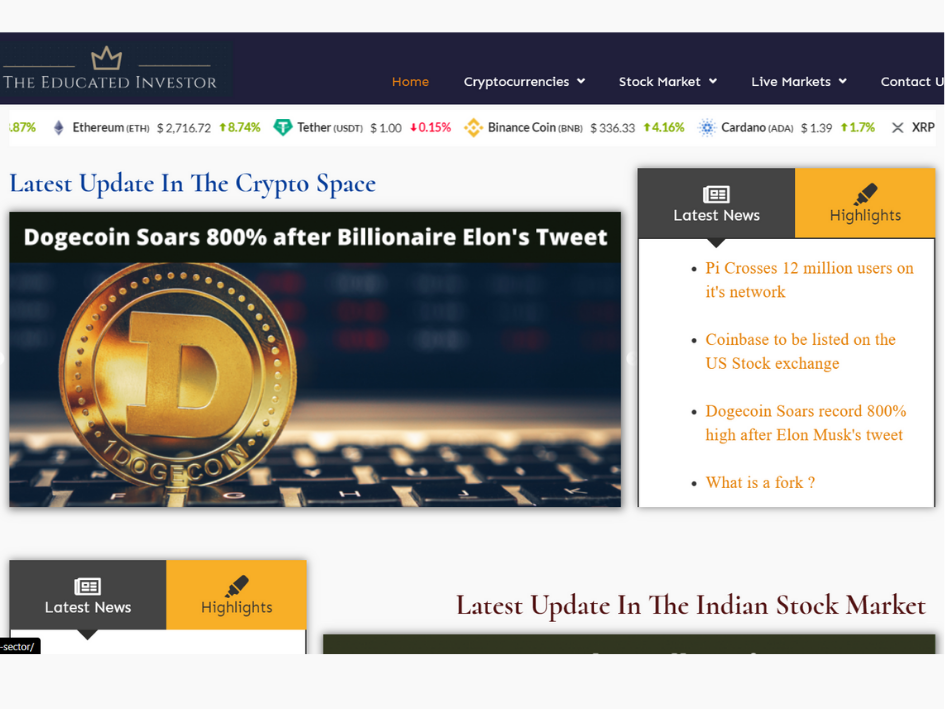 THE EDUCATED INVESTOR
Home Cryptocurrencies Stock Market Live Markets Contact U
.87% Ethereum (ETH) $ 2,716.72 8.74% Tether (USDT) $ 1.00 0.15% Binance Coin (BNB) $ 336.33 4.16% Cardano (ADA) $ 1.39 1.7% XRP
Latest Update In The Crypto Space
Dogecoin Soars 800% after Billionaire Elon's Tweet
D
1 DOGECOIN
F G H J K
Latest News
Highlights
Pi Crosses 12 million users on
it's network
Coinbase to be listed on the
US Stock exchange
Dogecoin Soars record 800%
high after Elon Musk's tweet
What is a fork ?
Latest News
Highlights
-sector/
Latest Update In The Indian Stock Market